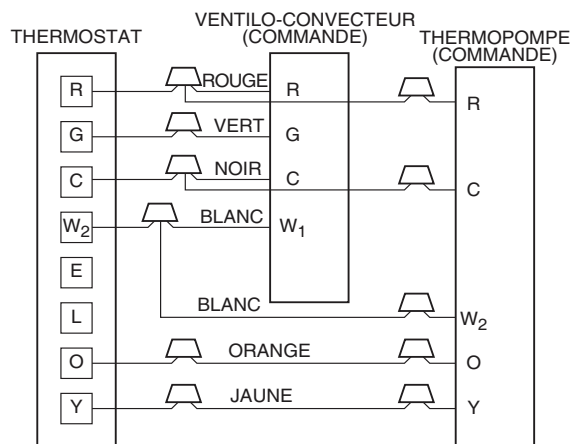 VENTILO-CONVECTEUR
(COMMANDE)
THERMOSTAT
THERMOPOMPE
(COMMANDE)
R ROUGE R R
G VERT G
C NOIR C C
W2 BLANC W1
E
L BLANC W2
O ORANGE O
Y JAUNE Y